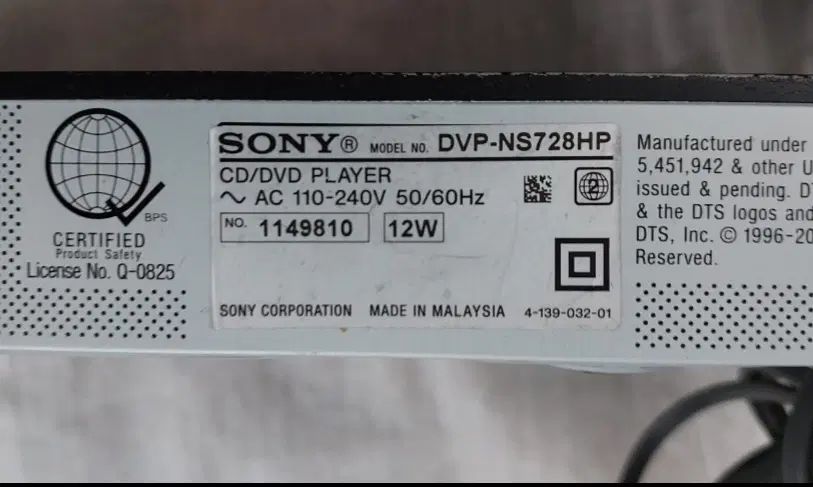 BPS
CERTIFIED
Product Safety
License No. Q-0825
SONY® MODEL NO. DVP-NS728HP
CD/DVD PLAYER
~ AC 110-240V 50/60Hz
NO. 1149810 12W
2
SONY CORPORATION MADE IN MALAYSIA 4-139-032-01
Manufactured under
5,451,942 & other U
issued & pending. D
& the DTS logos and
DTS, Inc. © 1996-20
Reserved.